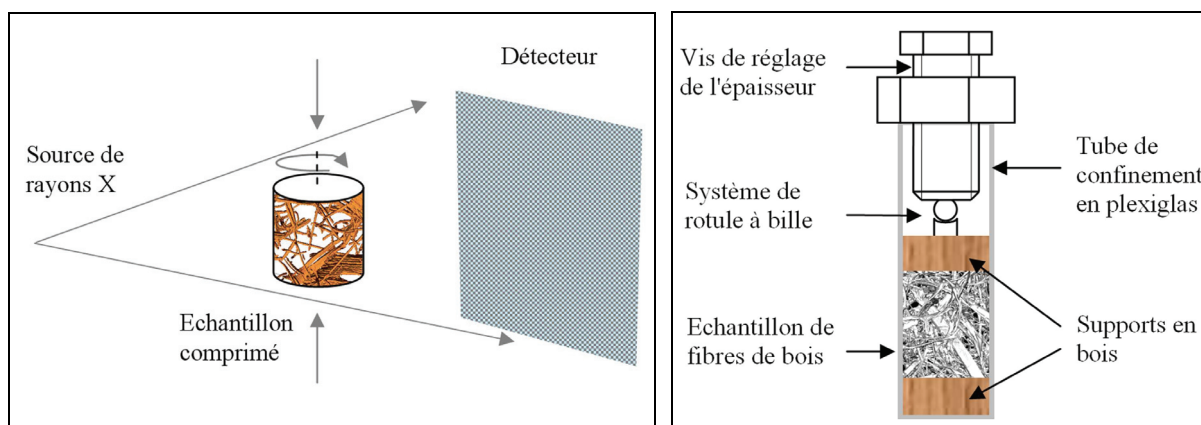 Détecteur
Source de
rayons X
Echantillon
comprimé
Vis de réglage
de l'épaisseur
Tube de
confinement
en plexiglas
Système de
rotule à bille
Echantillon de
fibres de bois
Supports en
bois